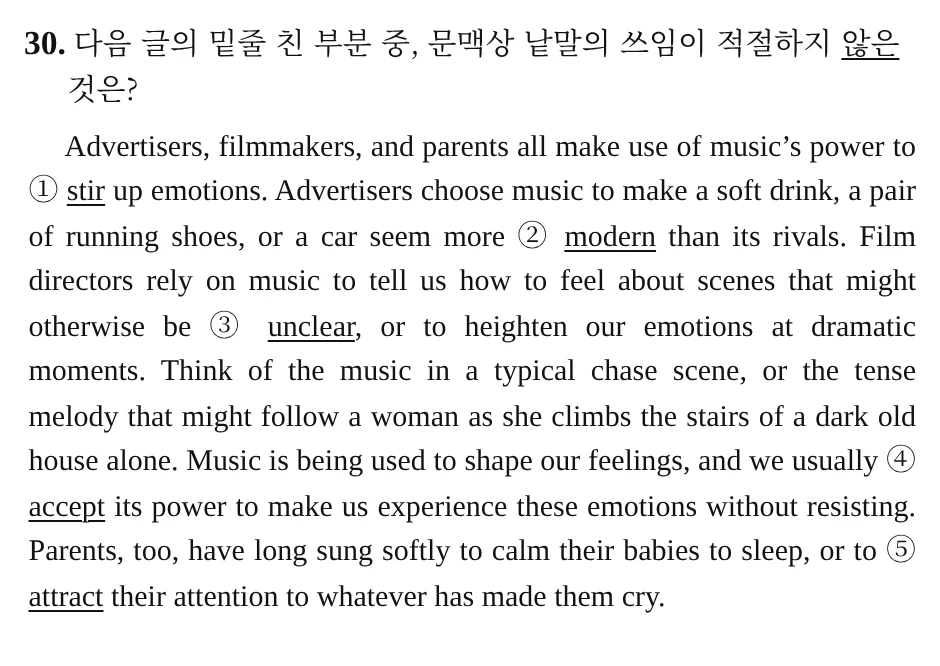 30. 다음 글의 밑줄 친 부분 중, 문맥상 낱말의 쓰임이 적절하지 않은
것은?
Advertisers, filmmakers, and parents all make use of music’s power to
① stir up emotions. Advertisers choose music to make a soft drink, a pair
of running shoes, or a car seem more ② modern than its rivals. Film
directors rely on music to tell us how to feel about scenes that might
otherwise be ③ unclear, or to heighten our emotions at dramatic
moments. Think of the music in a typical chase scene, or the tense
melody that might follow a woman as she climbs the stairs of a dark old
house alone. Music is being used to shape our feelings, and we usually ④
accept its power to make us experience these emotions without resisting.
Parents, too, have long sung softly to calm their babies to sleep, or to ⑤
attract their attention to whatever has made them cry.